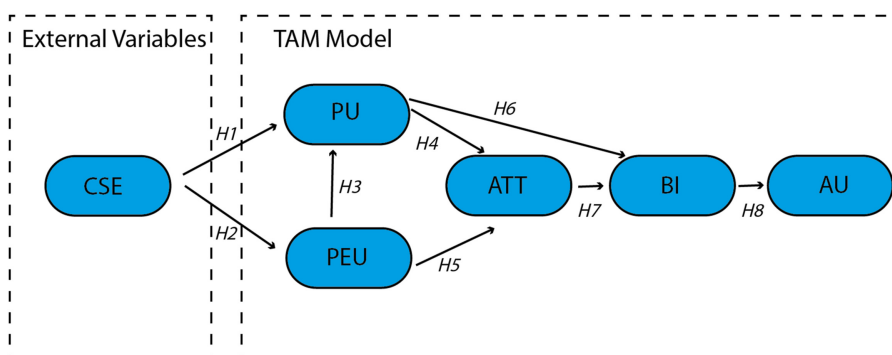 External Variables
TAM Model
PU
H6
H1
H4
CSE
H3
ATT
BI
AU
H7
H8
H2
PEU
H5